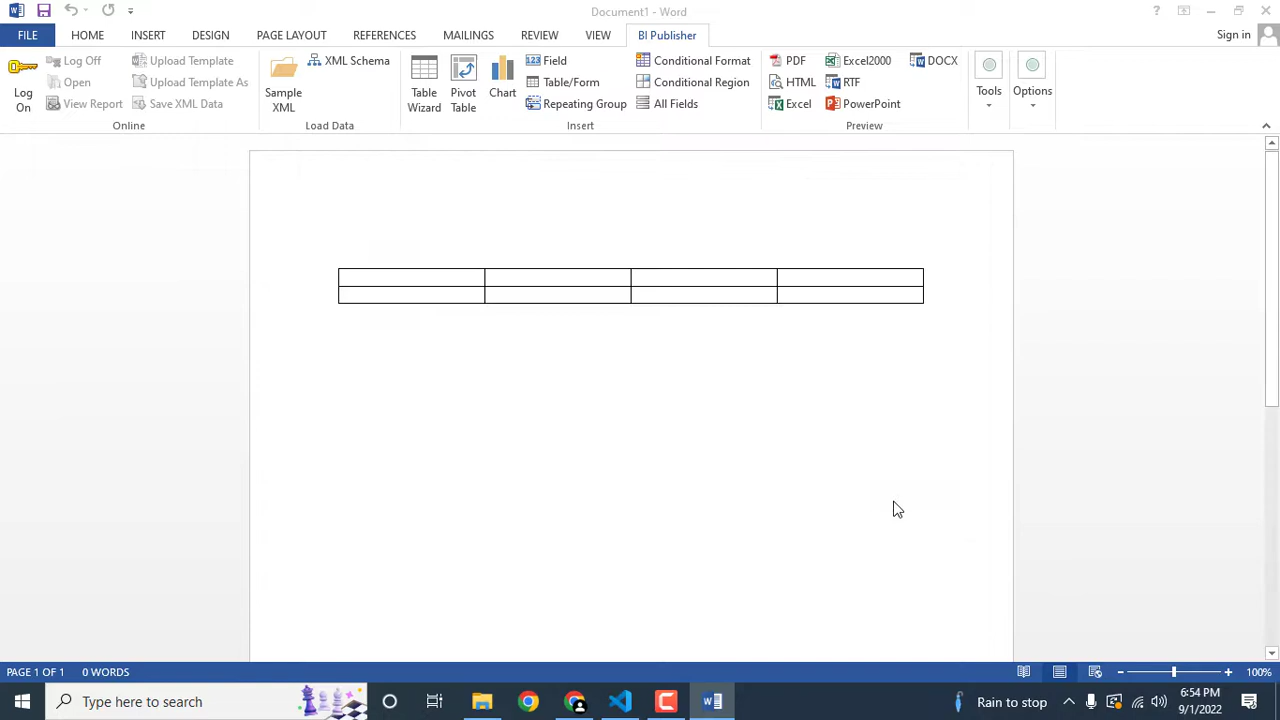 Document1 - Word
?
FILE HOME INSERT DESIGN PAGE LAYOUT REFERENCES MAILINGS REVIEW VIEW BI Publisher Sign in
Log On
Log Off
Open
View Report
Upload Template
Upload Template As
Save XML Data
Online
Sample XML
XML Schema
Load Data
Table Wizard
Pivot Table
Chart
123 Field
Table/Form
Repeating Group
Conditional Format
Conditional Region
All Fields
Insert
PDF
HTML
Excel
Excel2000
RTF
PowerPoint
DOCX
Preview
Tools
Options
PAGE 1 OF 1 0 WORDS 100%
Type here to search
Rain to stop
6:54 PM
9/1/2022